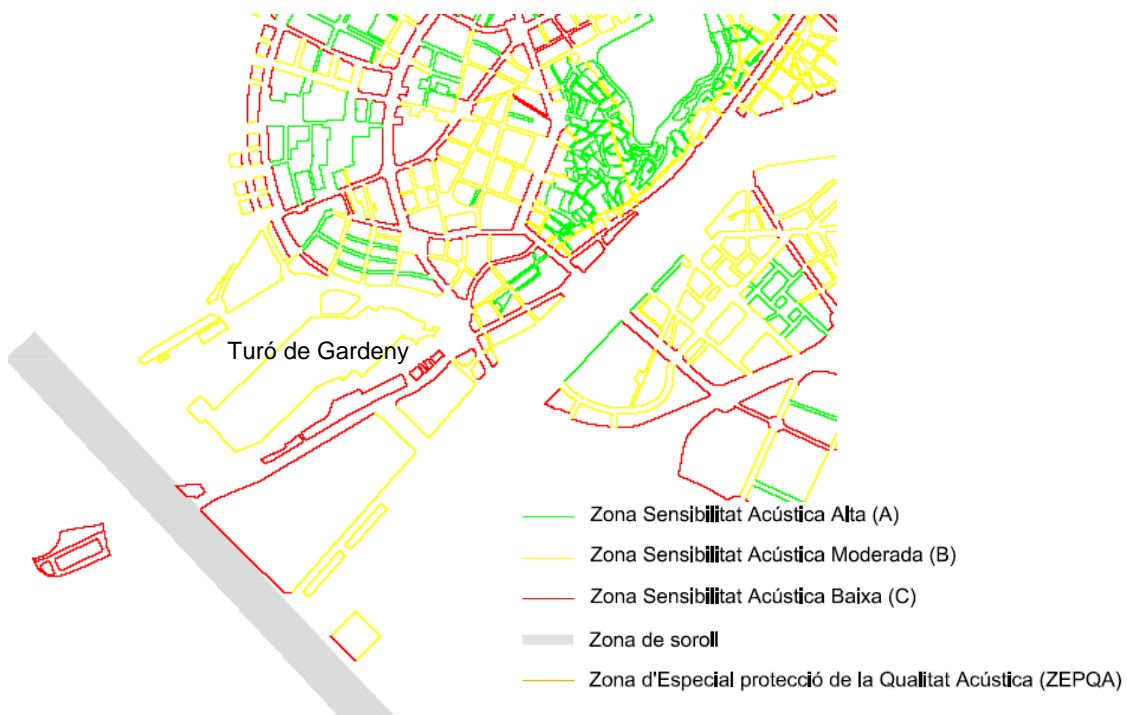 Turó de Gardeny
Zona Sensibilitat Acústica Alta (A)
Zona Sensibilitat Acústica Moderada (B)
Zona Sensibilitat Acústica Baixa (C)
Zona de soroll
Zona d'Especial protecció de la Qualitat Acústica (ZEPQA)